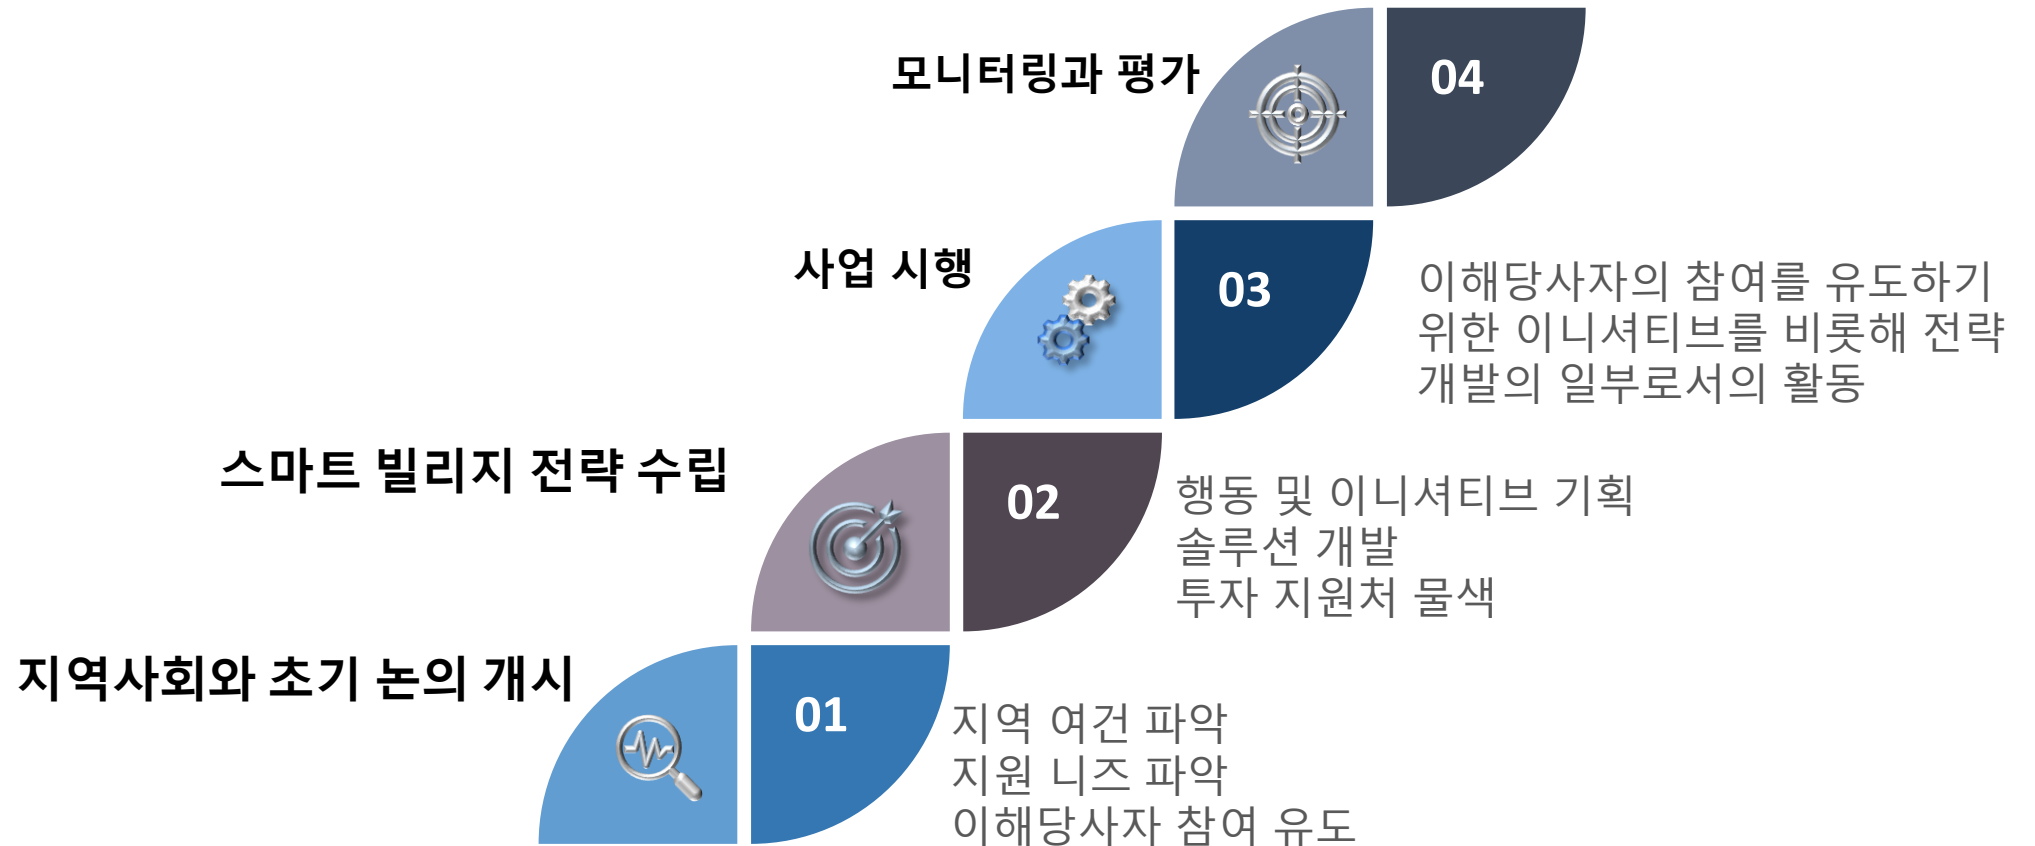 모니터링과 평가
04
사업 시행
03
이해당사자의 참여를 유도하기
위한 이니셔티브를 비롯해 전략
개발의 일부로서의 활동
스마트 빌리지 전략 수립
02
행동 및 이니셔티브 기획
솔루션 개발
투자 지원처 물색
지역사회와 초기 논의 개시
01
지역 여건 파악
지원 니즈 파악
이해당사자 참여 유도